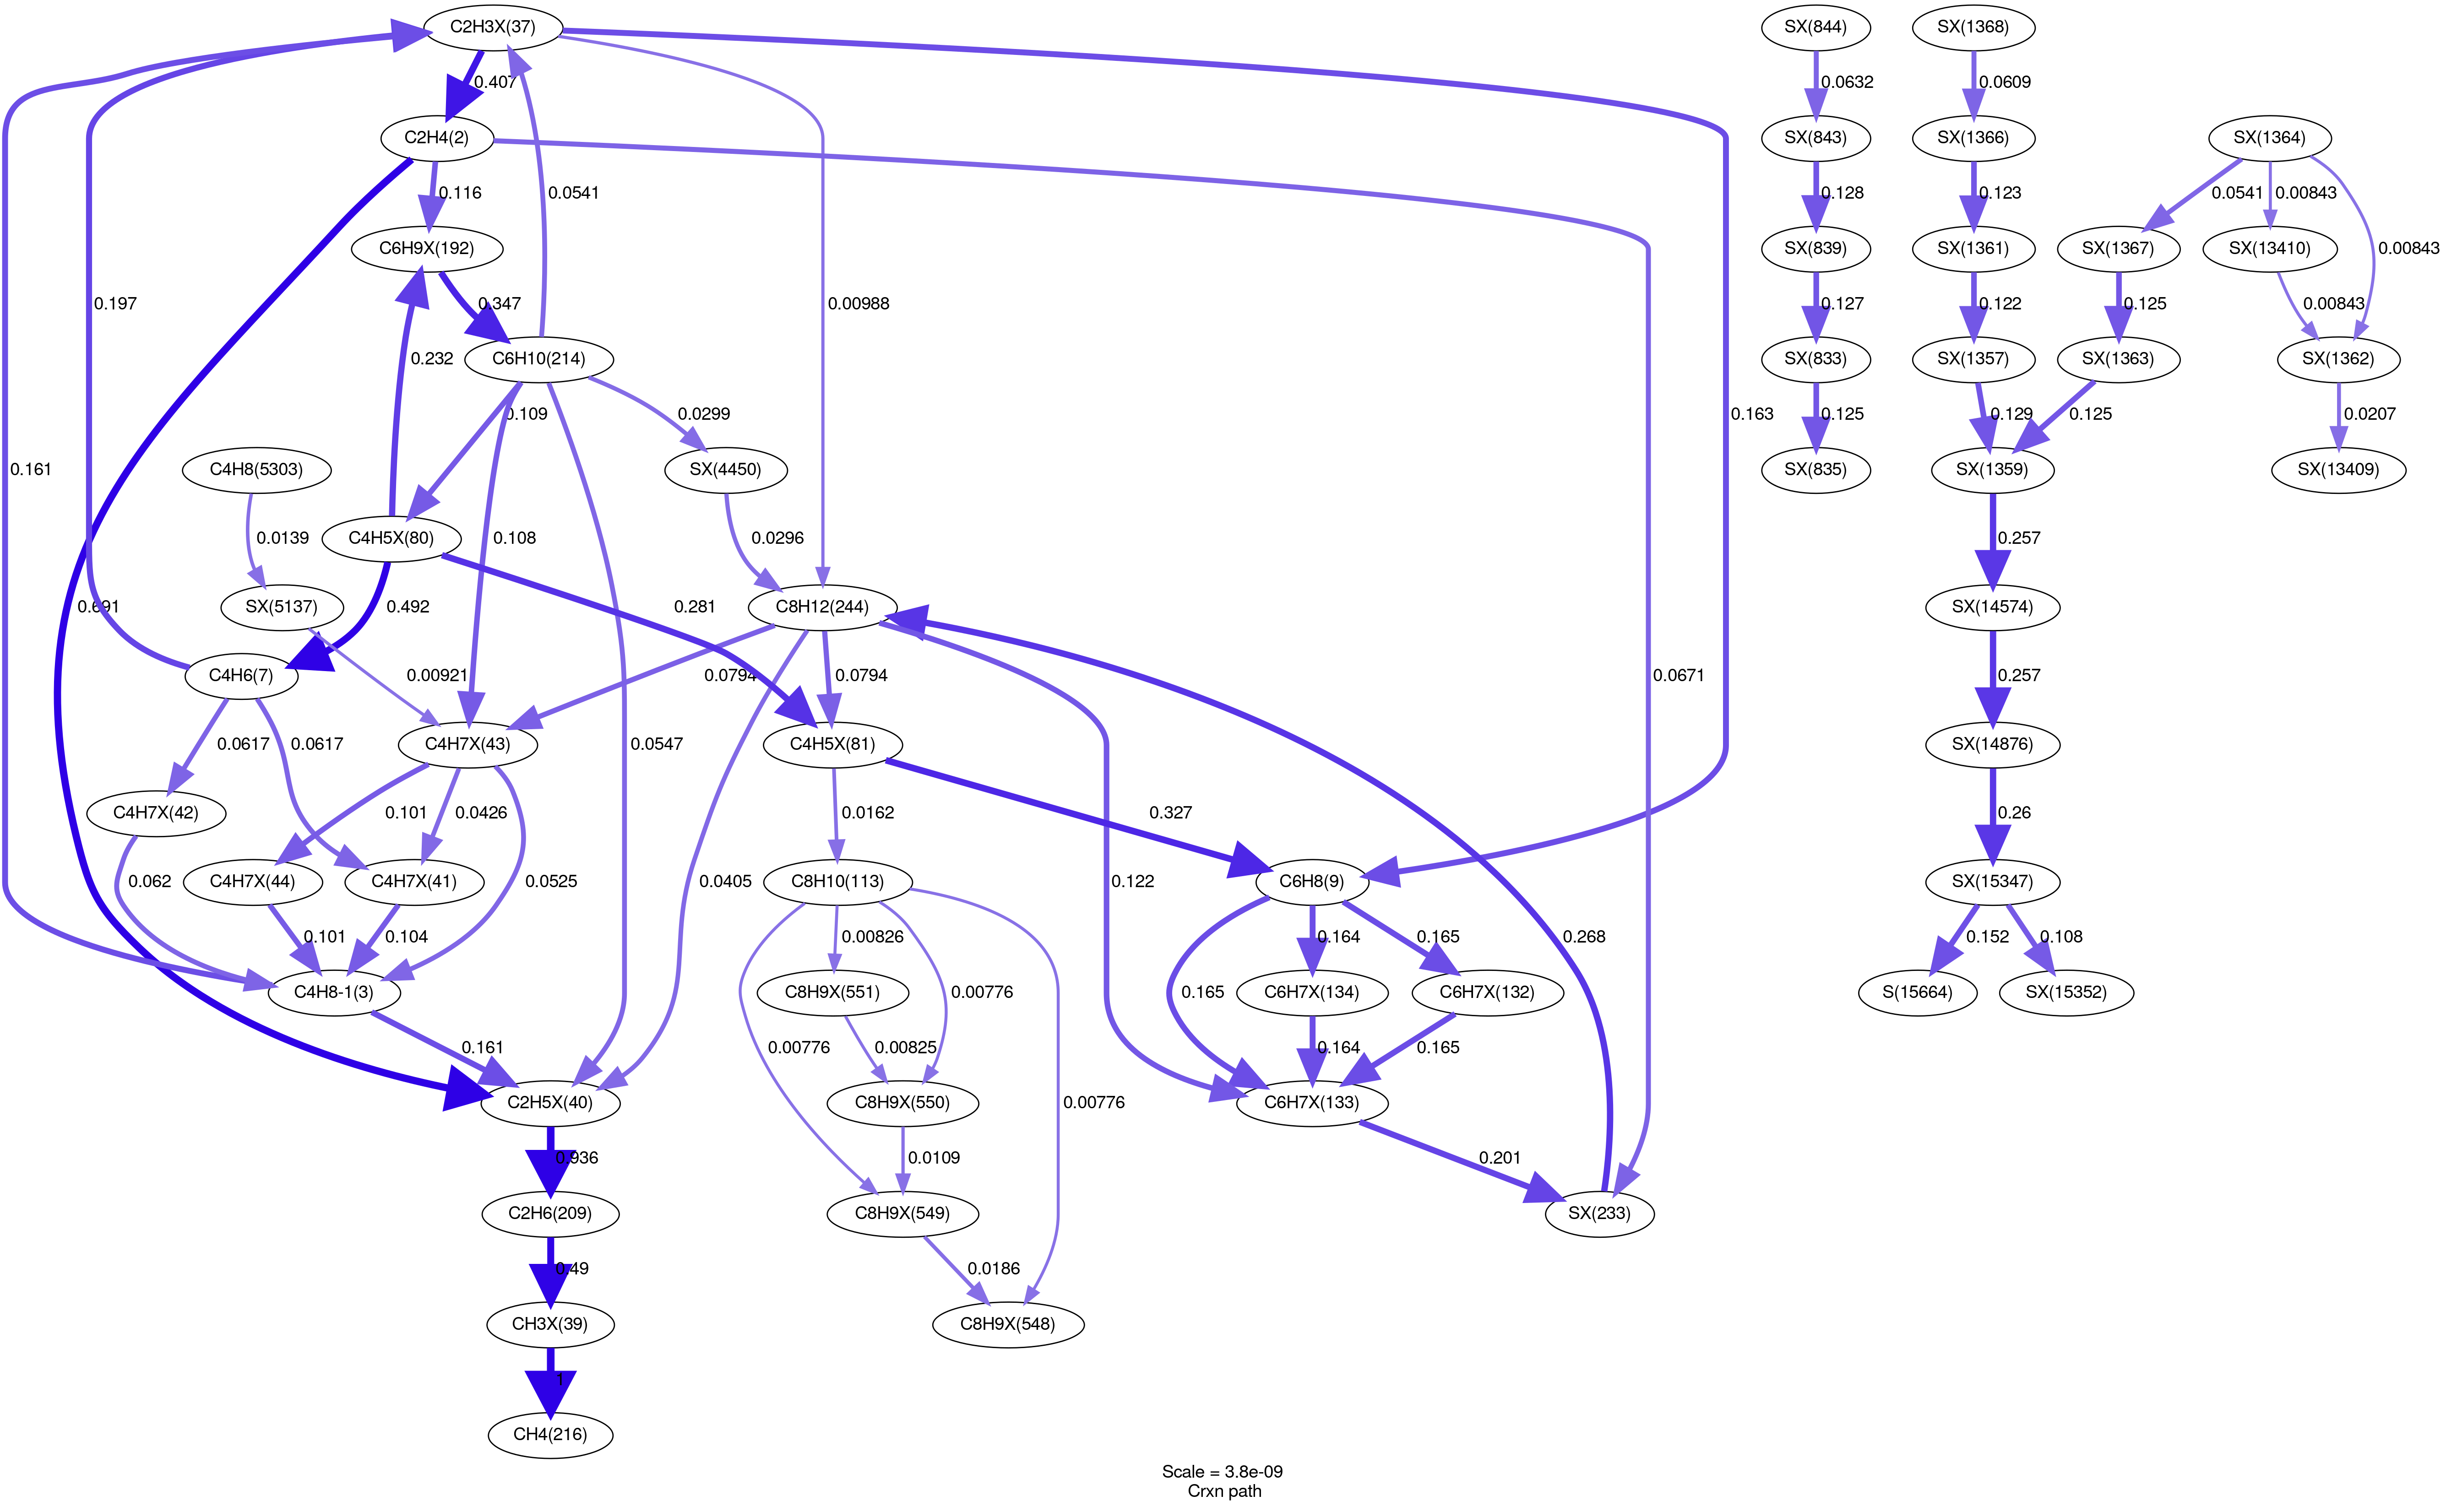 C2H3X(37)
SX(844)
SX(1368)
0.407
0.0632
0.0609
C2H4(2)
SX(843)
SX(1366)
SX(1364)
0.116
0.0541
0.128
0.123
0.0541
0.00843
C6H9X(192)
SX(839)
SX(1361)
SX(1367)
SX(13410)
0.00843
0.197
0.347
0.00988
0.127
0.122
0.125
0.00843
0.232
C6H10(214)
SX(833)
SX(1357)
SX(1363)
SX(1362)
0.109
0.0299
0.163
0.125
0.129
0.125
0.0207
0.161
C4H8(5303)
SX(4450)
SX(835)
SX(1359)
SX(13409)
0.0139
C4H5X(80)
0.108
0.0296
0.257
0.691
SX(5137)
0.492
0.281
C8H12(244)
SX(14574)
C4H6(7)
0.00921
0.0794
0.0794
0.0671
0.257
0.0617
0.0617
C4H7X(43)
0.0547
C4H5X(81)
SX(14876)
C4H7X(42)
0.101
0.0426
0.0162
0.327
0.26
0.062
C4H7X(44)
C4H7X(41)
0.0525
0.0405
C8H10(113)
0.122
C6H8(9)
0.268
SX(15347)
0.101
0.104
0.00826
0.164
0.165
0.152
0.108
C4H8-1(3)
C8H9X(551)
0.00776
0.165
C6H7X(134)
C6H7X(132)
S(15664)
SX(15352)
0.161
0.00776
0.00825
0.164
0.165
C2H5X(40)
C8H9X(550)
0.00776
C6H7X(133)
0.936
0.0109
0.201
C2H6(209)
C8H9X(549)
SX(233)
0.49
0.0186
CH3X(39)
C8H9X(548)
1
CH4(216)
Scale = 3.8e-09
Crxn path